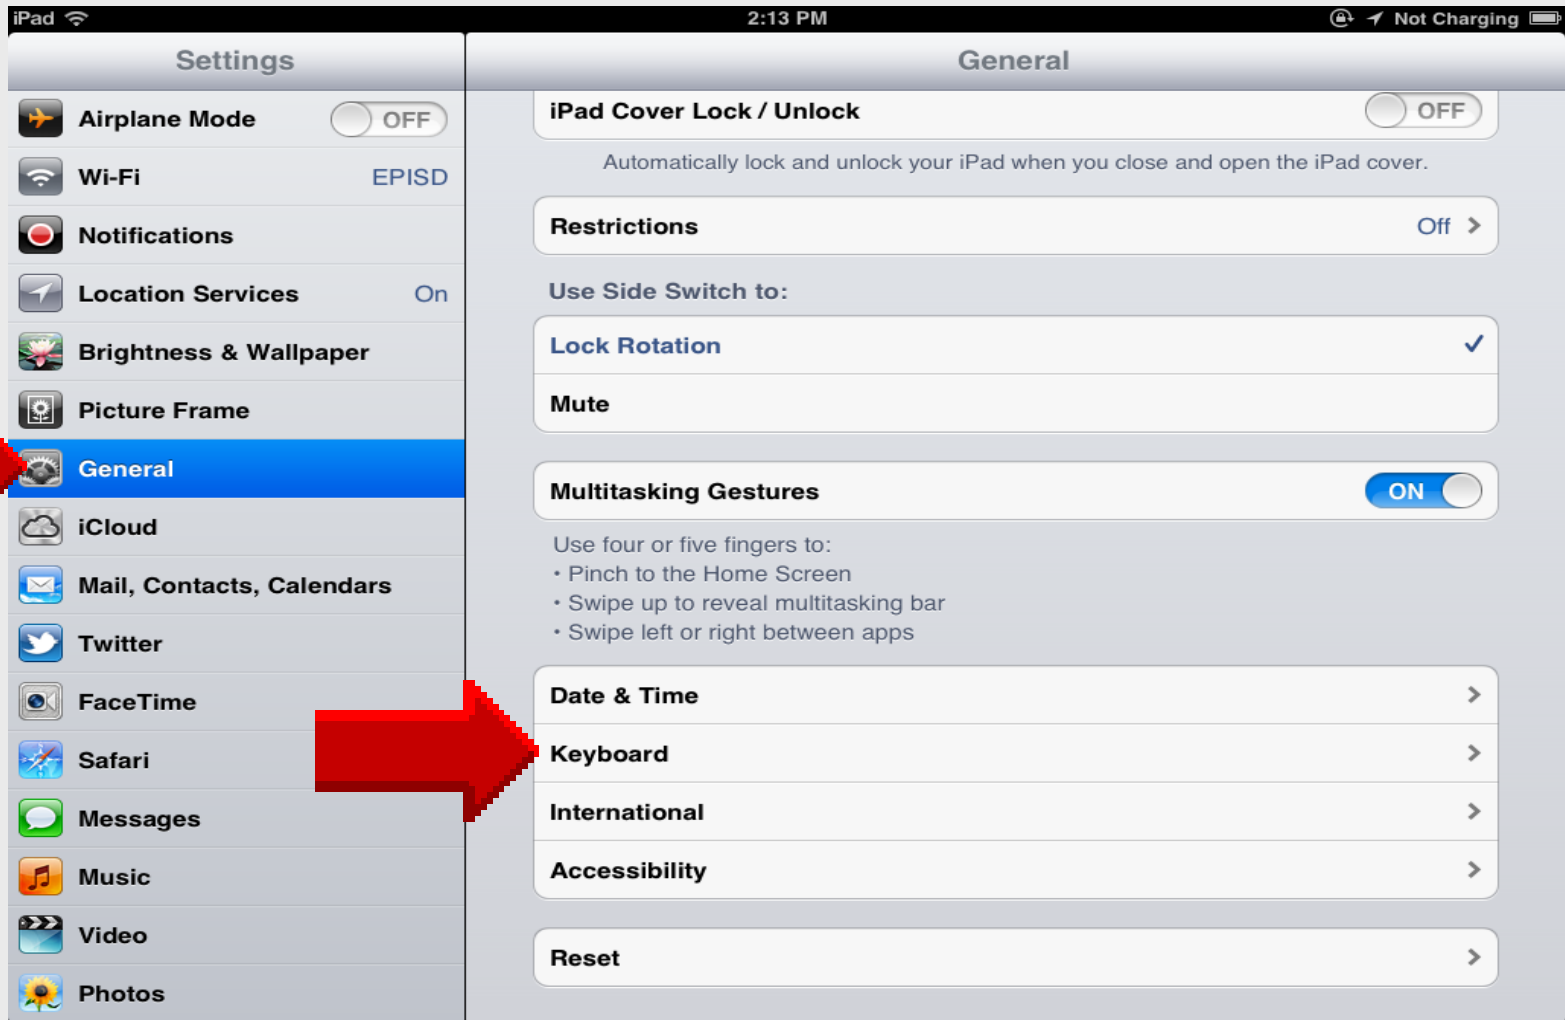 iPad 2:13 PM Not Charging
Settings
Airplane Mode OFF
Wi-Fi EPISD
Notifications
Location Services On
Brightness & Wallpaper
Picture Frame
General
iCloud
Mail, Contacts, Calendars
Twitter
FaceTime
Safari
Messages
Music
Video
Photos
General
iPad Cover Lock / Unlock OFF
Automatically lock and unlock your iPad when you close and open the iPad cover.
Restrictions Off
Use Side Switch to:
Lock Rotation
Mute
Multitasking Gestures ON
Use four or five fingers to:
• Pinch to the Home Screen
• Swipe up to reveal multitasking bar
• Swipe left or right between apps
Date & Time
Keyboard
International
Accessibility
Reset